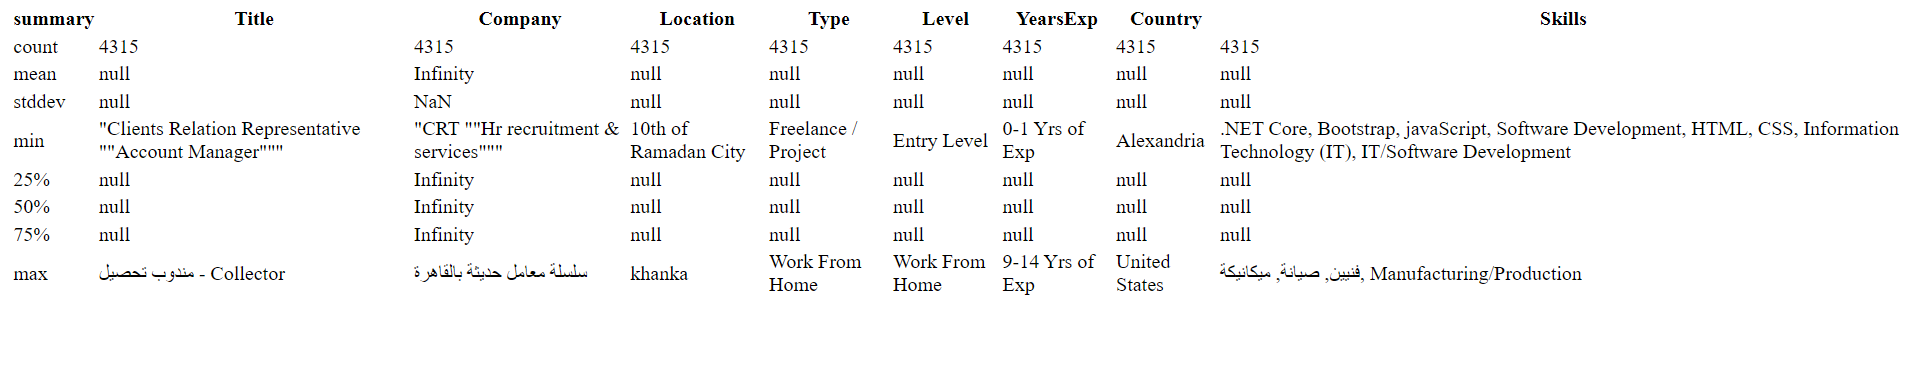 summary Title Company Location Type Level YearsExp Country Skills
count 4315 4315 4315 4315 4315 4315 4315 4315
mean null Infinity null null null null null null
stddev null NaN null null null null null null
min "Clients Relation Representative ""Account Manager""" "CRT ""Hr recruitment & services""" 10th of Ramadan City Freelance / Project Entry Level 0-1 Yrs of Exp Alexandria .NET Core, Bootstrap, javaScript, Software Development, HTML, CSS, Information Technology (IT), IT/Software Development
25% null Infinity null null null null null null
50% null Infinity null null null null null null
75% null Infinity null null null null null null
max مندوب تحصيل - Collector سلسلة معامل حديثة بالقاهرة khanka Work From Home Work From Home 9-14 Yrs of Exp United States فنيين, صيانة, ميكانيكة, Manufacturing/Production